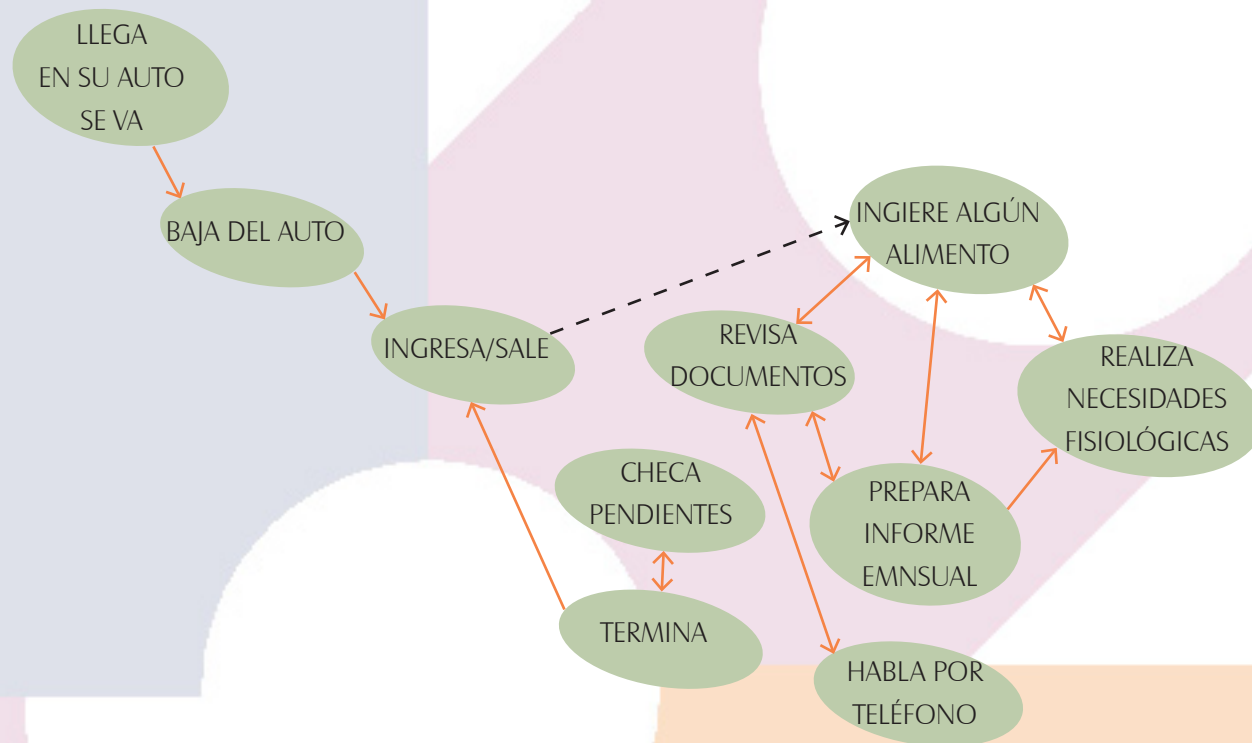 LLEGA
EN SU AUTO
SE VA
BAJA DEL AUTO
INGRESA/SALE
INGIERE ALGÚN
ALIMENTO
REVISA
DOCUMENTOS
REALIZA
NECESIDADES
FISIOLÓGICAS
CHECA
PENDIENTES
PREPARA
INFORME
EMNSUAL
TERMINA
HABLA POR
TELÉFONO